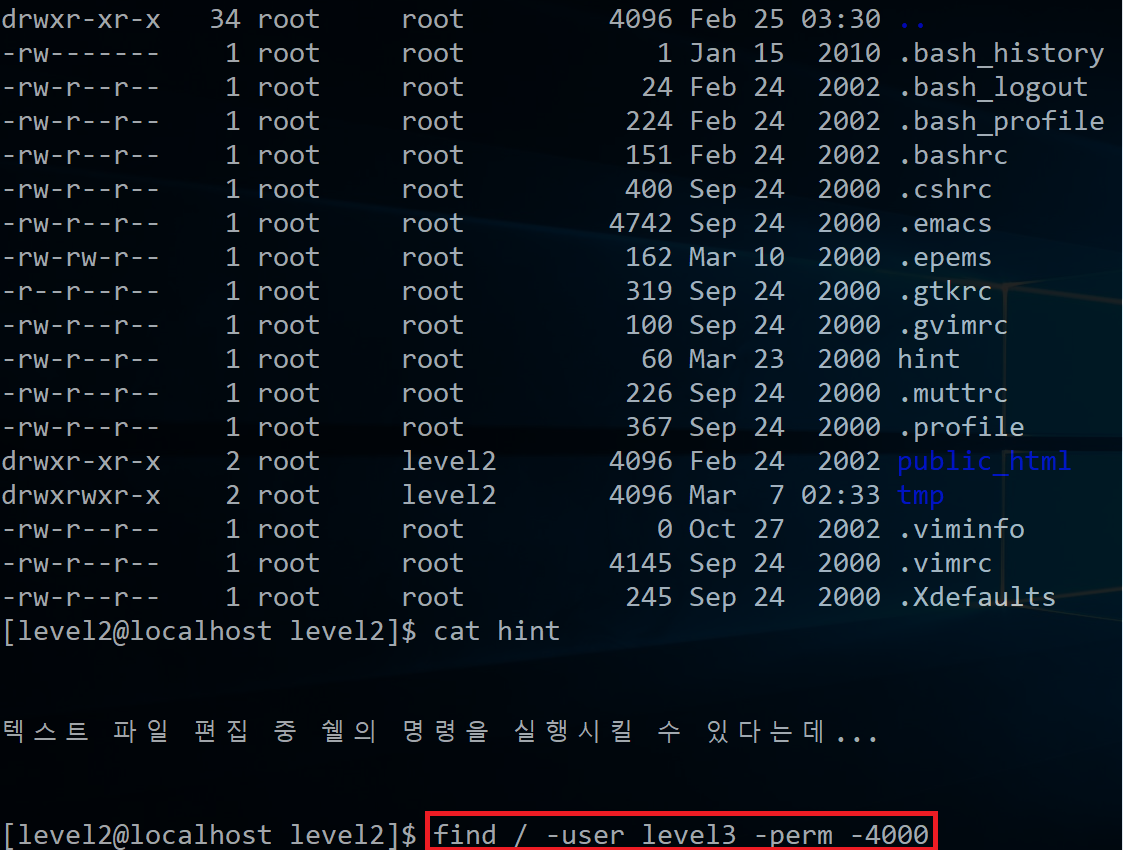 drwxr-xr-x   34 root     root         4096 Feb 25 03:30 ..
-rw-------    1 root     root            1 Jan 15  2010 .bash_history
-rw-r--r--    1 root     root           24 Feb 24  2002 .bash_logout
-rw-r--r--    1 root     root          224 Feb 24  2002 .bash_profile
-rw-r--r--    1 root     root          151 Feb 24  2002 .bashrc
-rw-r--r--    1 root     root          400 Sep 24  2000 .cshrc
-rw-r--r--    1 root     root         4742 Sep 24  2000 .emacs
-rw-rw-r--    1 root     root          162 Mar 10  2000 .epems
-r--r--r--    1 root     root          319 Sep 24  2000 .gtkrc
-rw-r--r--    1 root     root          100 Sep 24  2000 .gvimrc
-rw-r--r--    1 root     root           60 Mar 23  2000 hint
-rw-r--r--    1 root     root          226 Sep 24  2000 .muttrc
-rw-r--r--    1 root     root          367 Sep 24  2000 .profile
drwxr-xr-x    2 root     level2       4096 Feb 24  2002 public_html
drwxrwxr-x    2 root     level2       4096 Mar  7 02:33 tmp
-rw-r--r--    1 root     root            0 Oct 27  2002 .viminfo
-rw-r--r--    1 root     root         4145 Sep 24  2000 .vimrc
-rw-r--r--    1 root     root          245 Sep 24  2000 .Xdefaults
[level2@localhost level2]$ cat hint
텍스트 파일 편집 중 쉘의 명령을 실행시킬 수 있다는데...
[level2@localhost level2]$ find / -user level3 -perm -4000